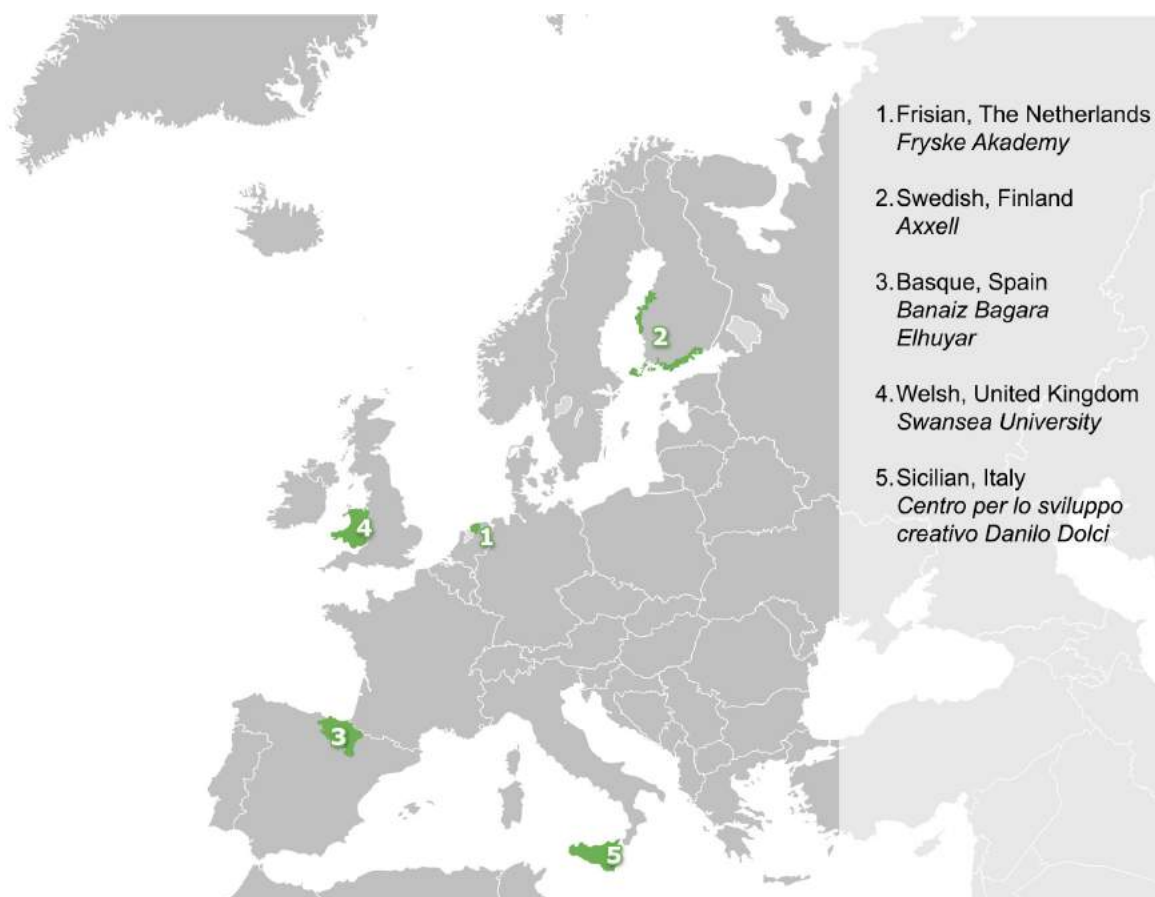 1. Frisian, The Netherlands
Fryske Akademy
2. Swedish, Finland
Axxell
3. Basque, Spain
Banaiz Bagara
Elhuyar
4. Welsh, United Kingdom
Swansea University
5. Sicilian, Italy
Centro per lo sviluppo
creativo Danilo Dolci
2
4
1
3
5